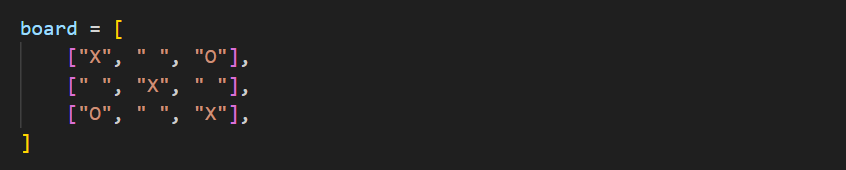 board = [
    ["X", " ", "O"],
    [" ", "X", " "],
    ["O", " ", "X"],
]